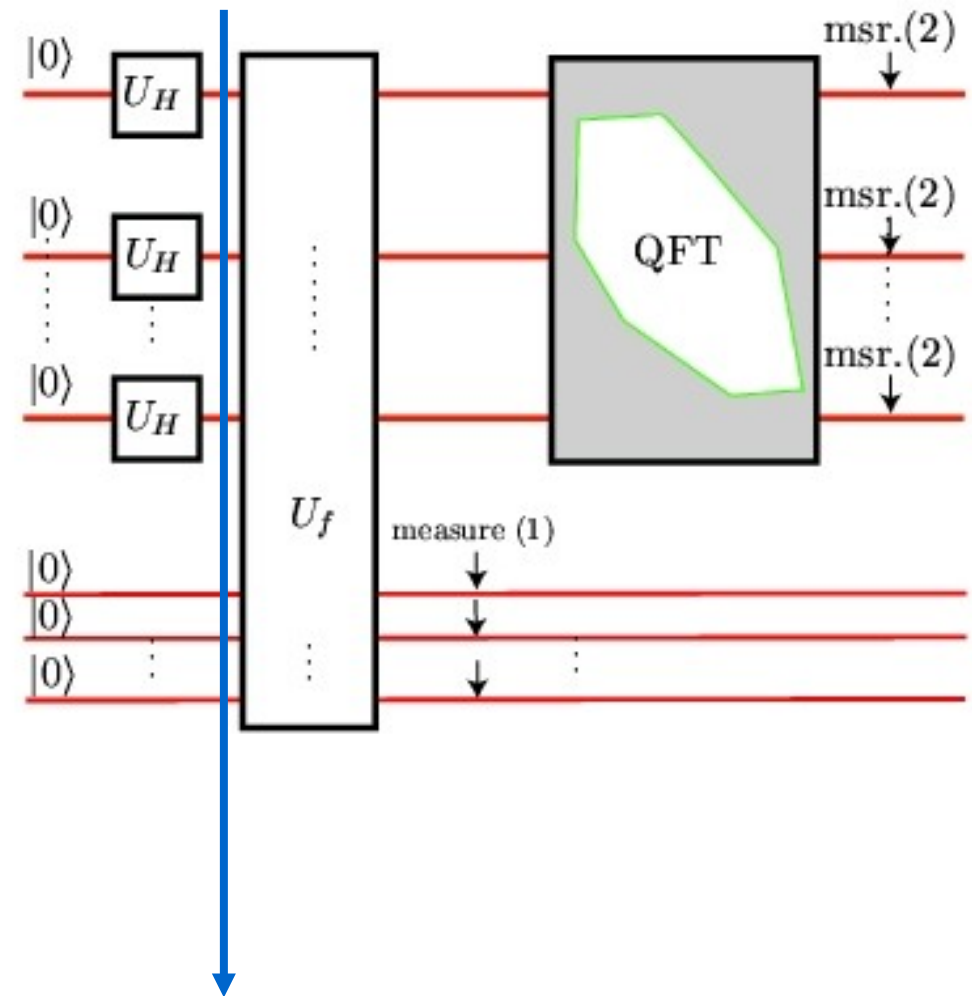 msr.(2)
|0⟩
U_H
|0⟩
msr.(2)
U_H
QFT
|0⟩
msr.(2)
U_H
U_f
measure (1)
|0⟩
|0⟩
|0⟩